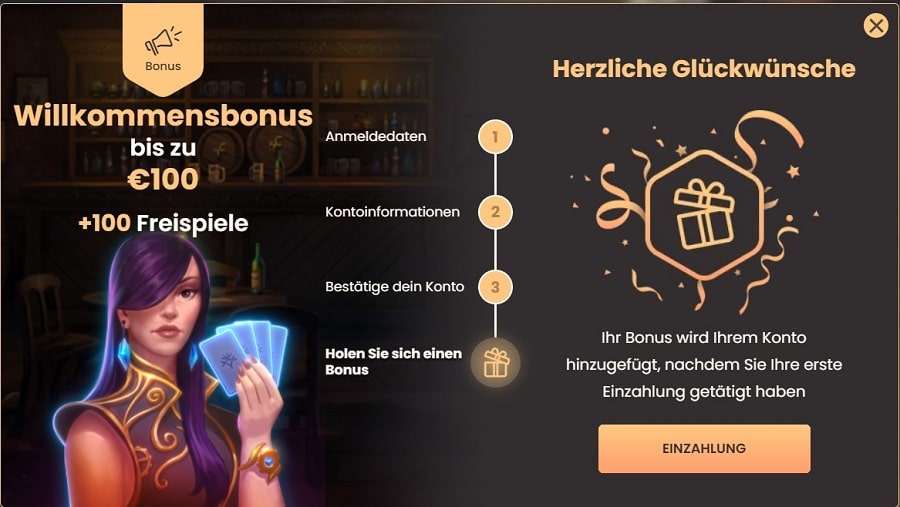 Bonus
Willkommensbonus
bis zu
€100
+100 Freispiele
Anmeldedaten
1
Kontoinformationen
2
Bestätige dein Konto
3
Holen Sie sich einen
Bonus
Herzliche Glückwünsche
Ihr Bonus wird Ihrem Konto
hinzugefügt, nachdem Sie Ihre erste
Einzahlung getätigt haben
EINZAHLUNG